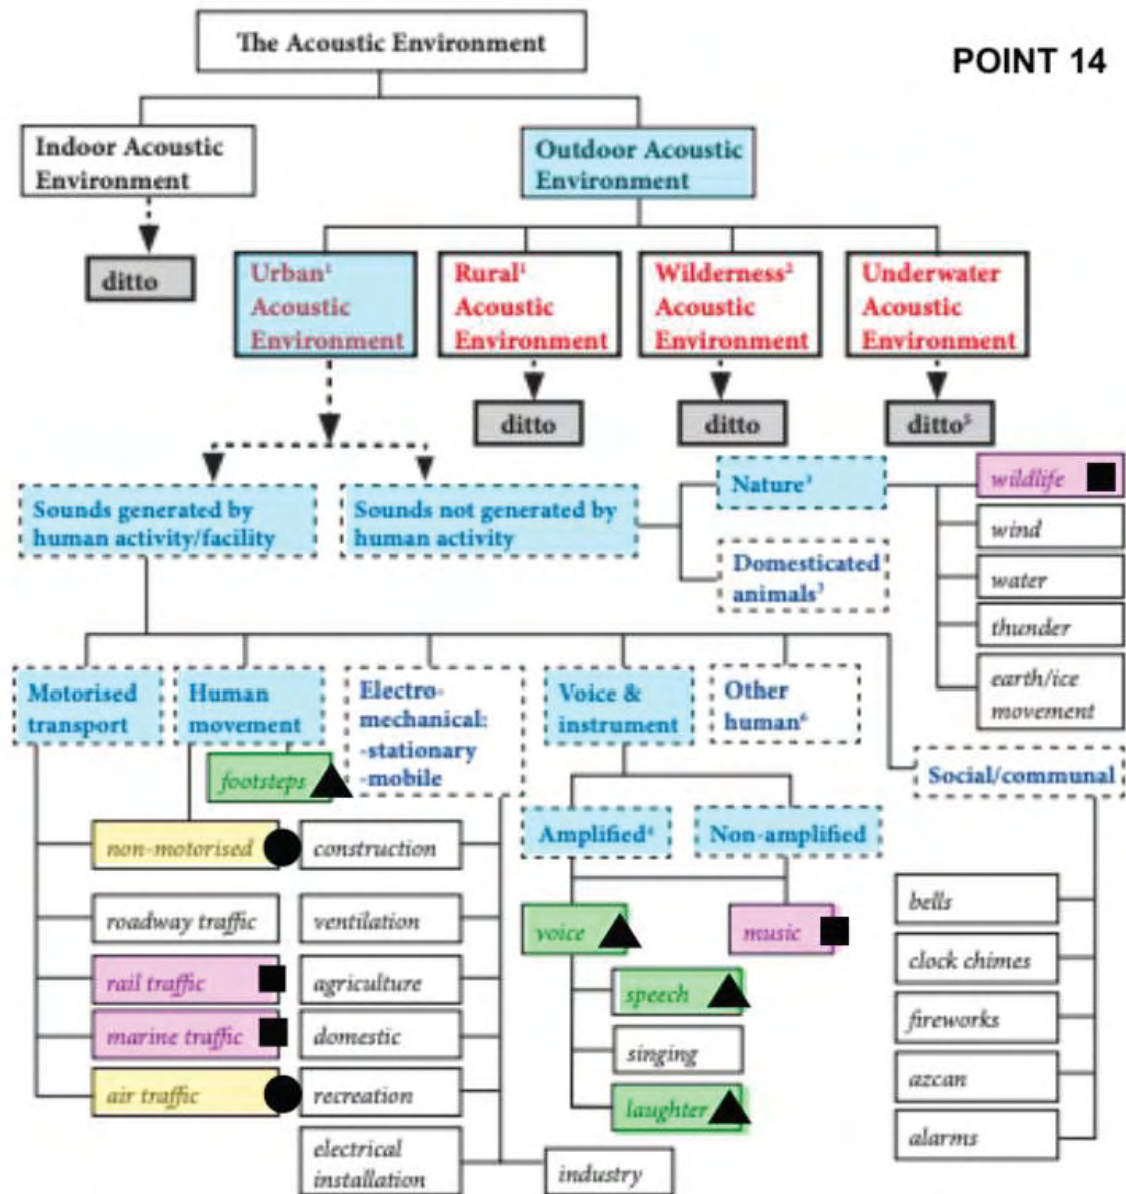 The Acoustic Environment
POINT 14
Indoor Acoustic
Environment
Outdoor Acoustic
Environment
ditto
Urban¹
Acoustic
Environment
Rural¹
Acoustic
Environment
Wilderness²
Acoustic
Environment
Underwater
Acoustic
Environment
ditto
ditto
ditto⁵
Sounds generated by
human activity/facility
Sounds not generated by
human activity
Nature³
Domesticated
animals³
wildlife
wind
water
thunder
earth/ice
movement
Motorised
transport
Human
movement
Electro-
mechanical:
-stationary
-mobile
Voice &
instrument
Other
human⁶
Social/communal
footsteps
non-motorised
roadway traffic
rail traffic
marine traffic
air traffic
construction
ventilation
agriculture
domestic
recreation
electrical
installation
industry
Amplified⁴
Non-amplified
voice
music
speech
singing
laughter
bells
clock chimes
fireworks
azcan
alarms